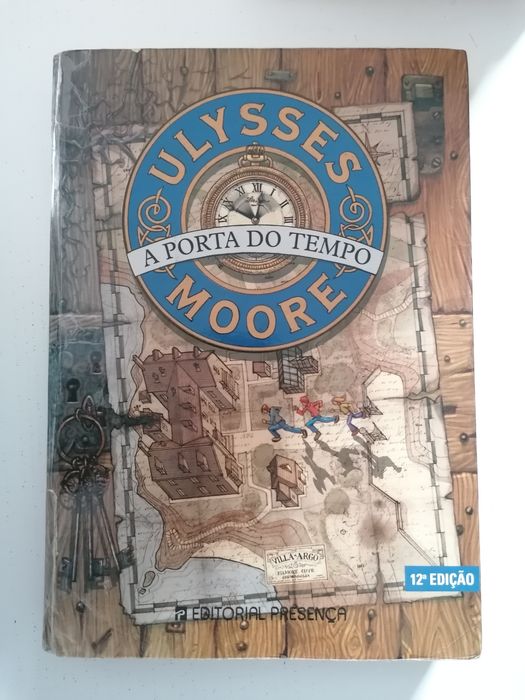 ULYSSES
A PORTA DO TEMPO
MOORE
VILLA ARGO
12ª EDIÇÃO
EDITORIAL PRESENÇA